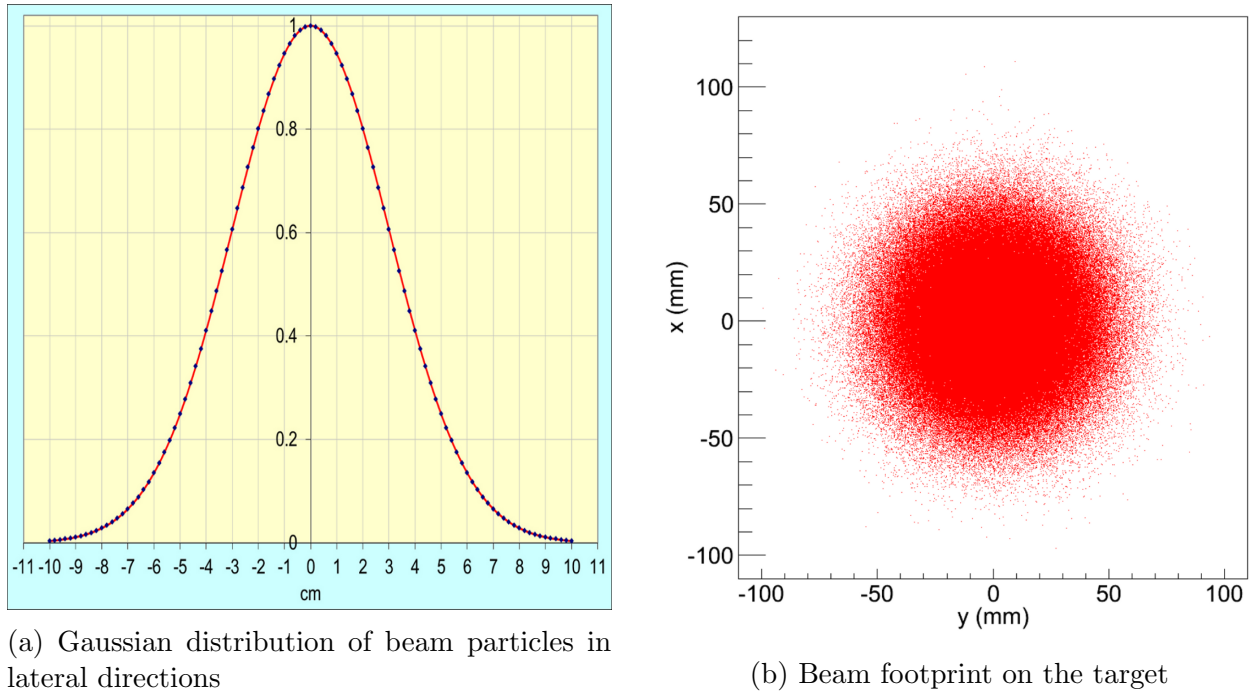 1
0.8
0.6
0.4
0.2
0
-11 -10 -9 -8 -7 -6 -5 -4 -3 -2 -1 0 1 2 3 4 5 6 7 8 9 10 11
cm
(a) Gaussian distribution of beam particles in
lateral directions
100
50
0
-50
-100
x (mm)
-100 -50 0 50 100
y (mm)
(b) Beam footprint on the target